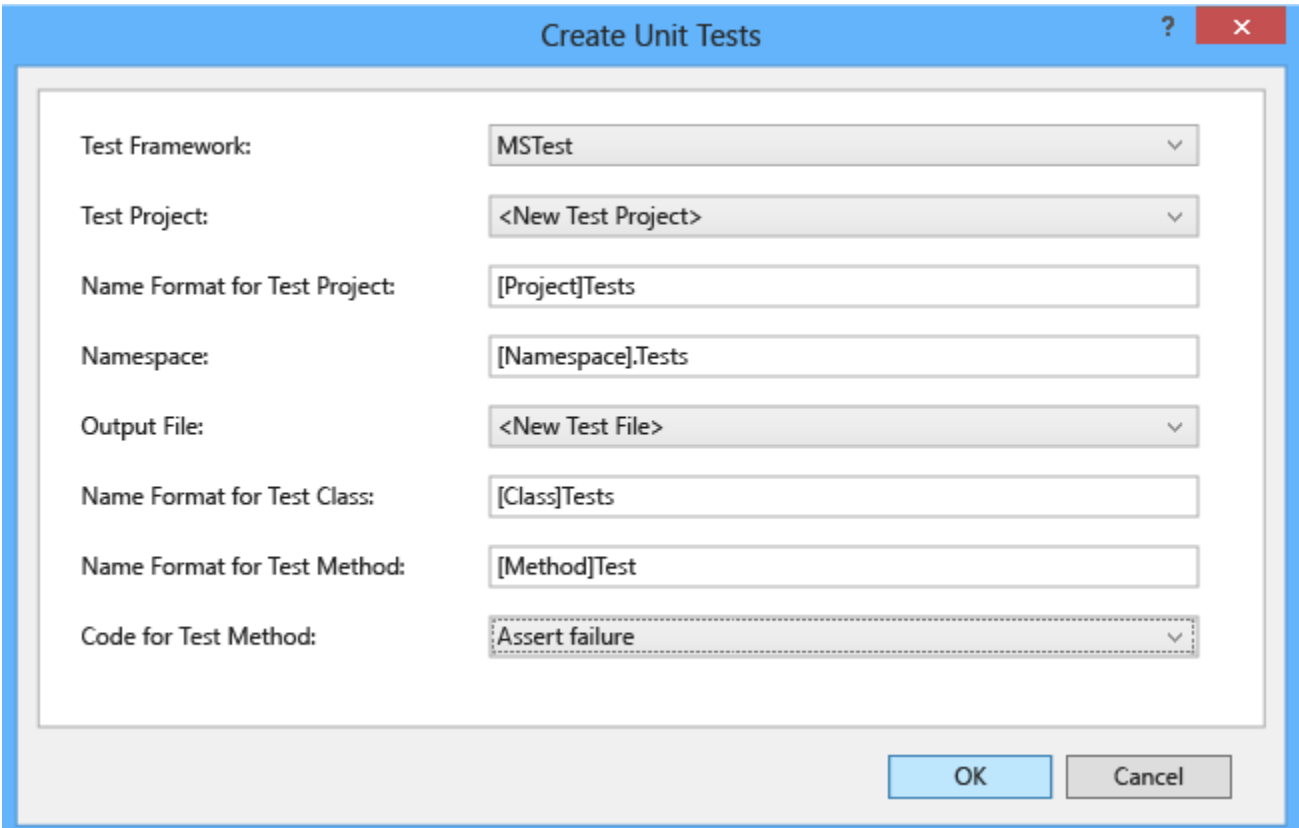 Create Unit Tests
?
Test Framework: MSTest
Test Project: <New Test Project>
Name Format for Test Project: [Project]Tests
Namespace: [Namespace].Tests
Output File: <New Test File>
Name Format for Test Class: [Class]Tests
Name Format for Test Method: [Method]Test
Code for Test Method: Assert failure
OK Cancel